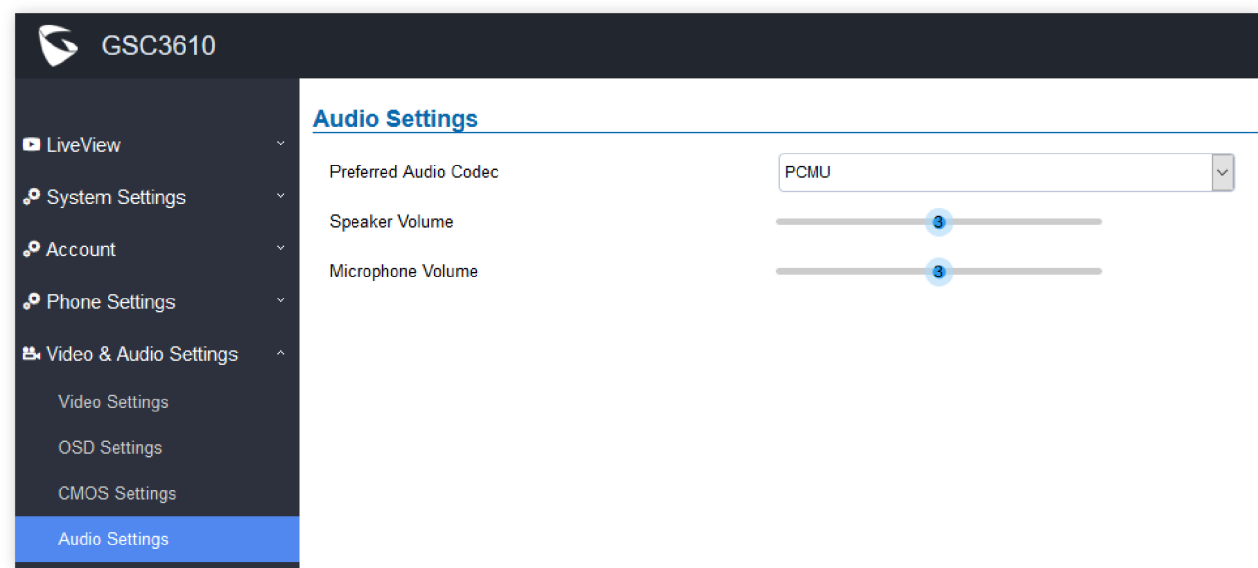 GSC3610
LiveView
System Settings
Account
Phone Settings
Video & Audio Settings
Video Settings
OSD Settings
CMOS Settings
Audio Settings
Audio Settings
Preferred Audio Codec PCMU
Speaker Volume 3
Microphone Volume 3